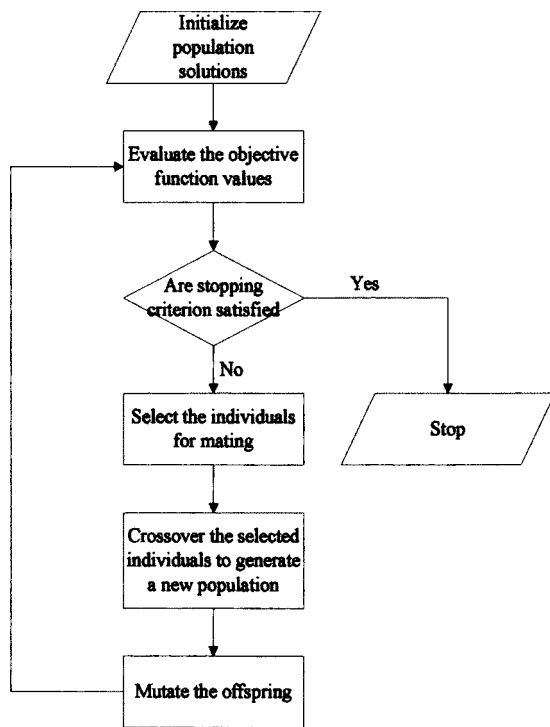 Initialize
population
solutions
Evaluate the objective
function values
Are stopping
criterion satisfied
Yes
No
Select the individuals
for mating
Stop
Crossover the selected
individuals to generate
a new population
Mutate the offspring